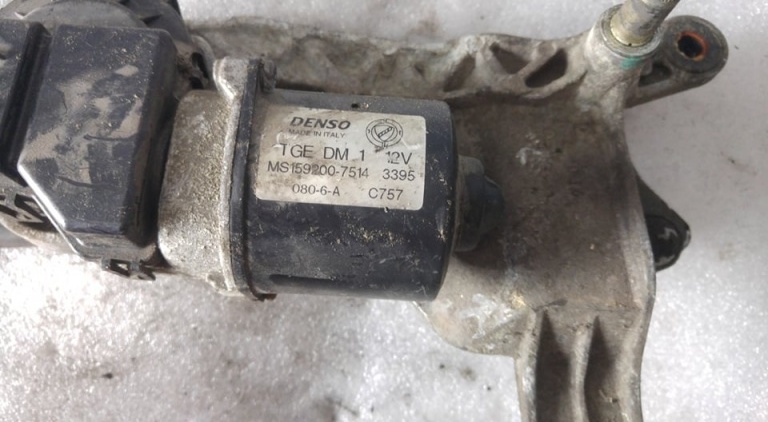 DENSO
MADE IN ITALY
TGE DM 1 12V
MS159200-7514 3395
080-6-A C757